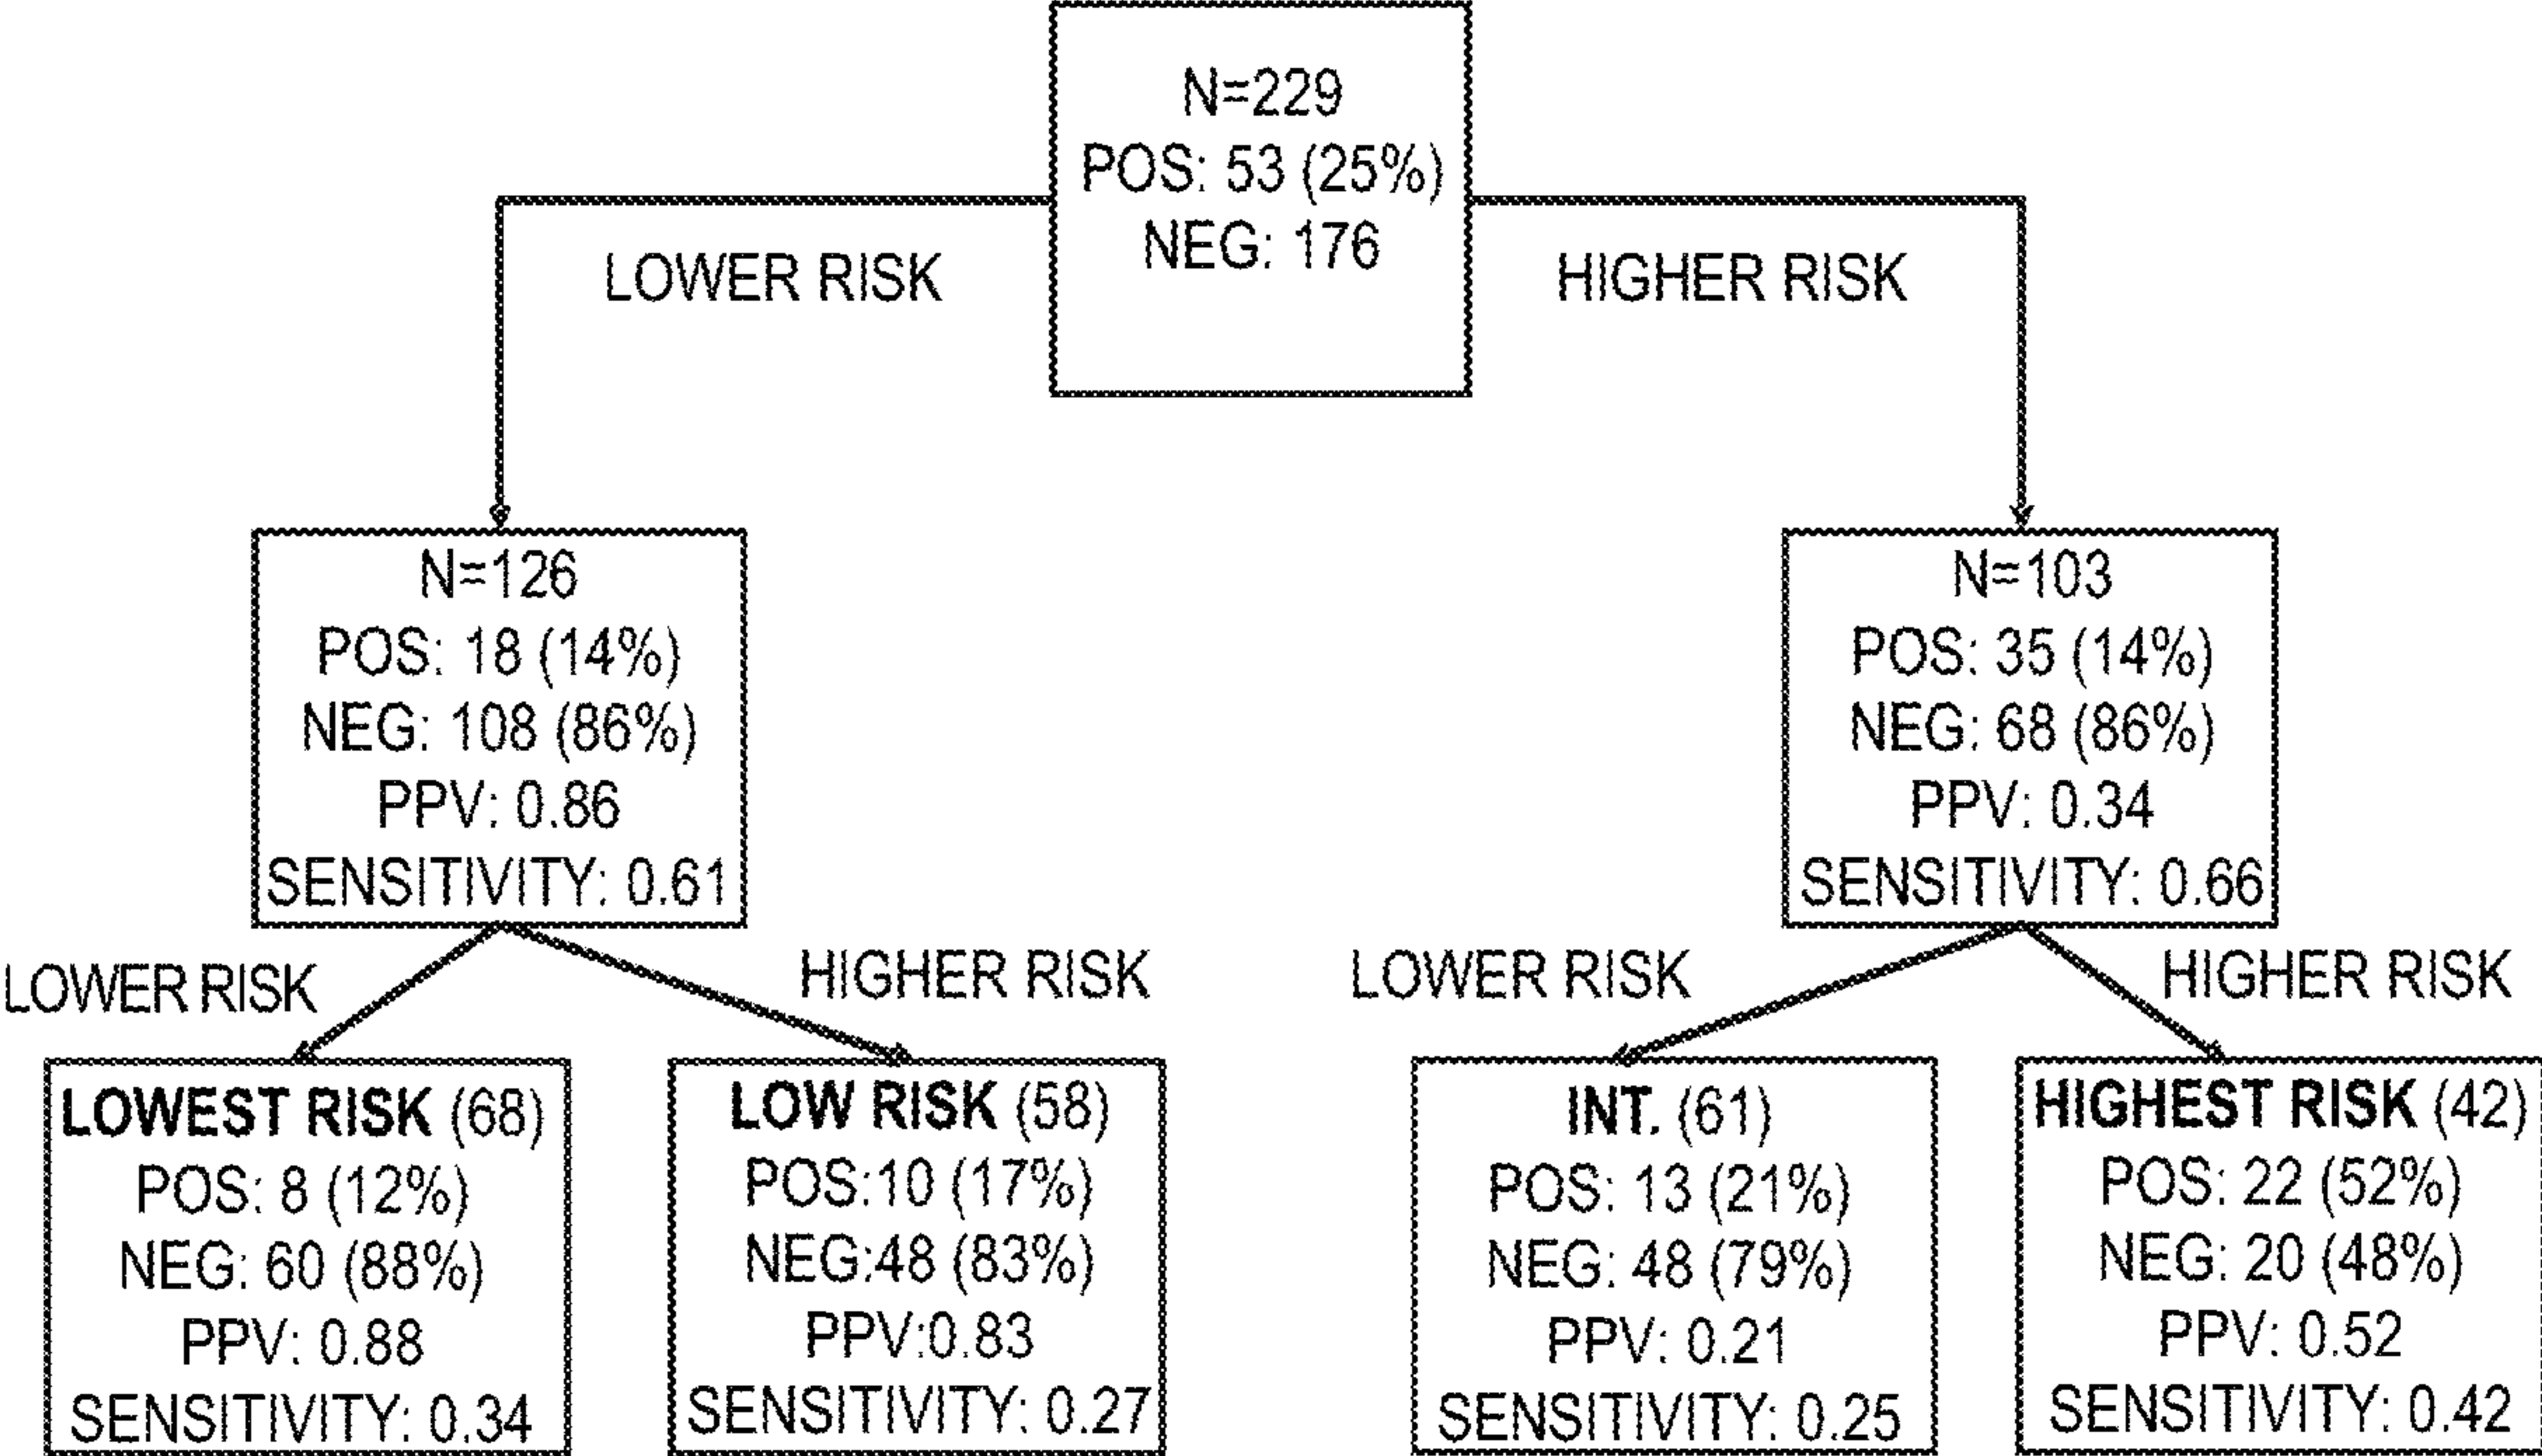 N=229
POS: 53 (25%)
NEG: 176
LOWER RISK
HIGHER RISK
N=126
POS: 18 (14%)
NEG: 108 (86%)
PPV: 0.86
SENSITIVITY: 0.61
N=103
POS: 35 (14%)
NEG: 68 (86%)
PPV: 0.34
SENSITIVITY: 0.66
LOWER RISK
HIGHER RISK
LOWER RISK
HIGHER RISK
LOWEST RISK (68)
POS: 8 (12%)
NEG: 60 (88%)
PPV: 0.88
SENSITIVITY: 0.34
LOW RISK (58)
POS:10 (17%)
NEG:48 (83%)
PPV:0.83
SENSITIVITY: 0.27
INT. (61)
POS: 13 (21%)
NEG: 48 (79%)
PPV: 0.21
SENSITIVITY: 0.25
HIGHEST RISK (42)
POS: 22 (52%)
NEG: 20 (48%)
PPV: 0.52
SENSITIVITY: 0.42